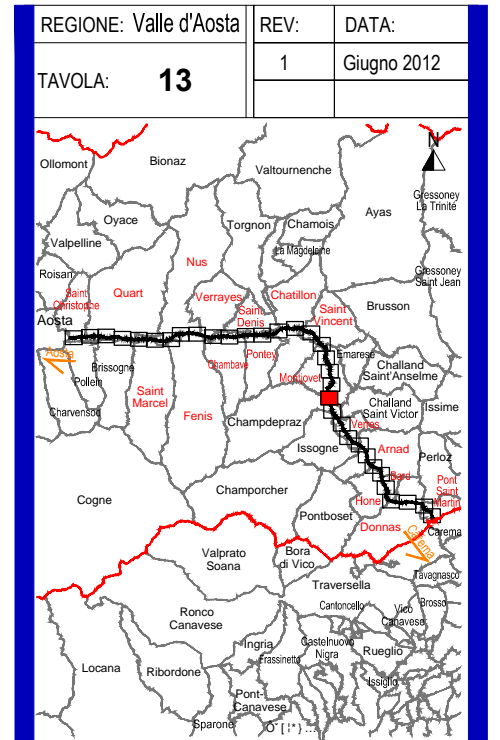 REGIONE: Valle d'Aosta
REV:
DATA:
TAVOLA: 13
1
Giugno 2012
N
Ollomont
Bionaz
Valtournenche
Ayas
Gressoney
La Trinité
Oyace
Torgnon
Chamois
Valpelline
La Magdeleine
Nus
Roisan
Gressoney
Saint Jean
Saint
Christophe
Quart
Verrayes
Chatillon
Saint
Denis
Saint
Vincent
Brusson
Aosta
Aosta
Brissogne
Pollein
Chambave
Pontey
Emarese
Challand
Saint'Anselme
Saint
Marcel
Montjovet
Charvensod
Fenis
Champdepraz
Challand
Saint Victor
Issime
Verres
Issogne
Arnad
Perloz
Cogne
Champorcher
Bard
Pont
Saint
Martin
Hone
Pontboset
Donnas
Carema
Carema
Valprato
Soana
Bora
di Vico
Traversella
Tavagnasco
Ronco
Canavese
Cantoncello
Vico
Canavese
Brosso
Ingria
Frassinetto
Castelnuovo
Nigra
Rueglio
Locana
Ribordone
Issiglio
Pont-
Canavese
Sparone